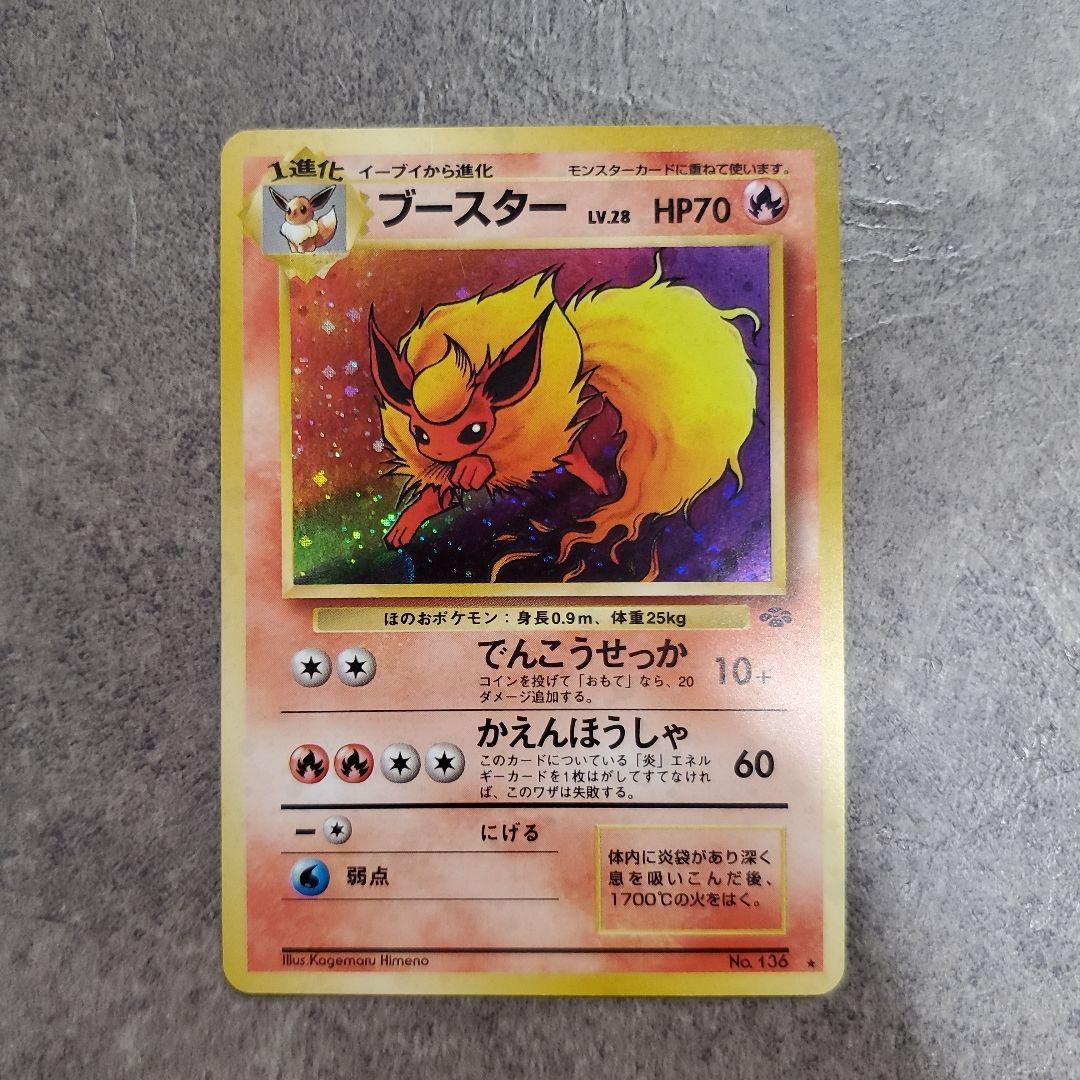 1進化 イーブイから進化 モンスターカードに重ねて使います。
ブースター LV.28 HP70
ほのおポケモン：身長0.9m、体重25kg
でんこうせっか 10+
コインを投げて「おもて」なら、20
ダメージ追加する。
かえんほうしゃ 60
このカードについている「炎」エネル
ギーカードを1枚はがしてすてなけれ
ば、このワザは失敗する。
− にげる
弱点
体内に炎袋があり深く
息を吸いこんだ後、
1700℃の火をはく。
Illus.Kagemaru Himeno No. 136 ★